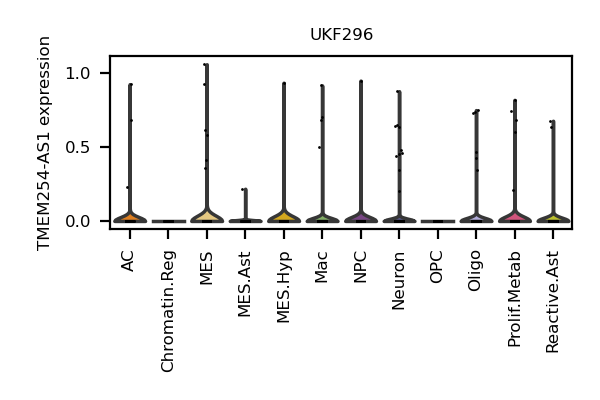 UKF296
TMEM254-AS1 expression
1.0
0.5
0.0
AC
Chromatin.Reg
MES
MES.Ast
MES.Hyp
Mac
NPC
Neuron
OPC
Oligo
Prolif.Metab
Reactive.Ast